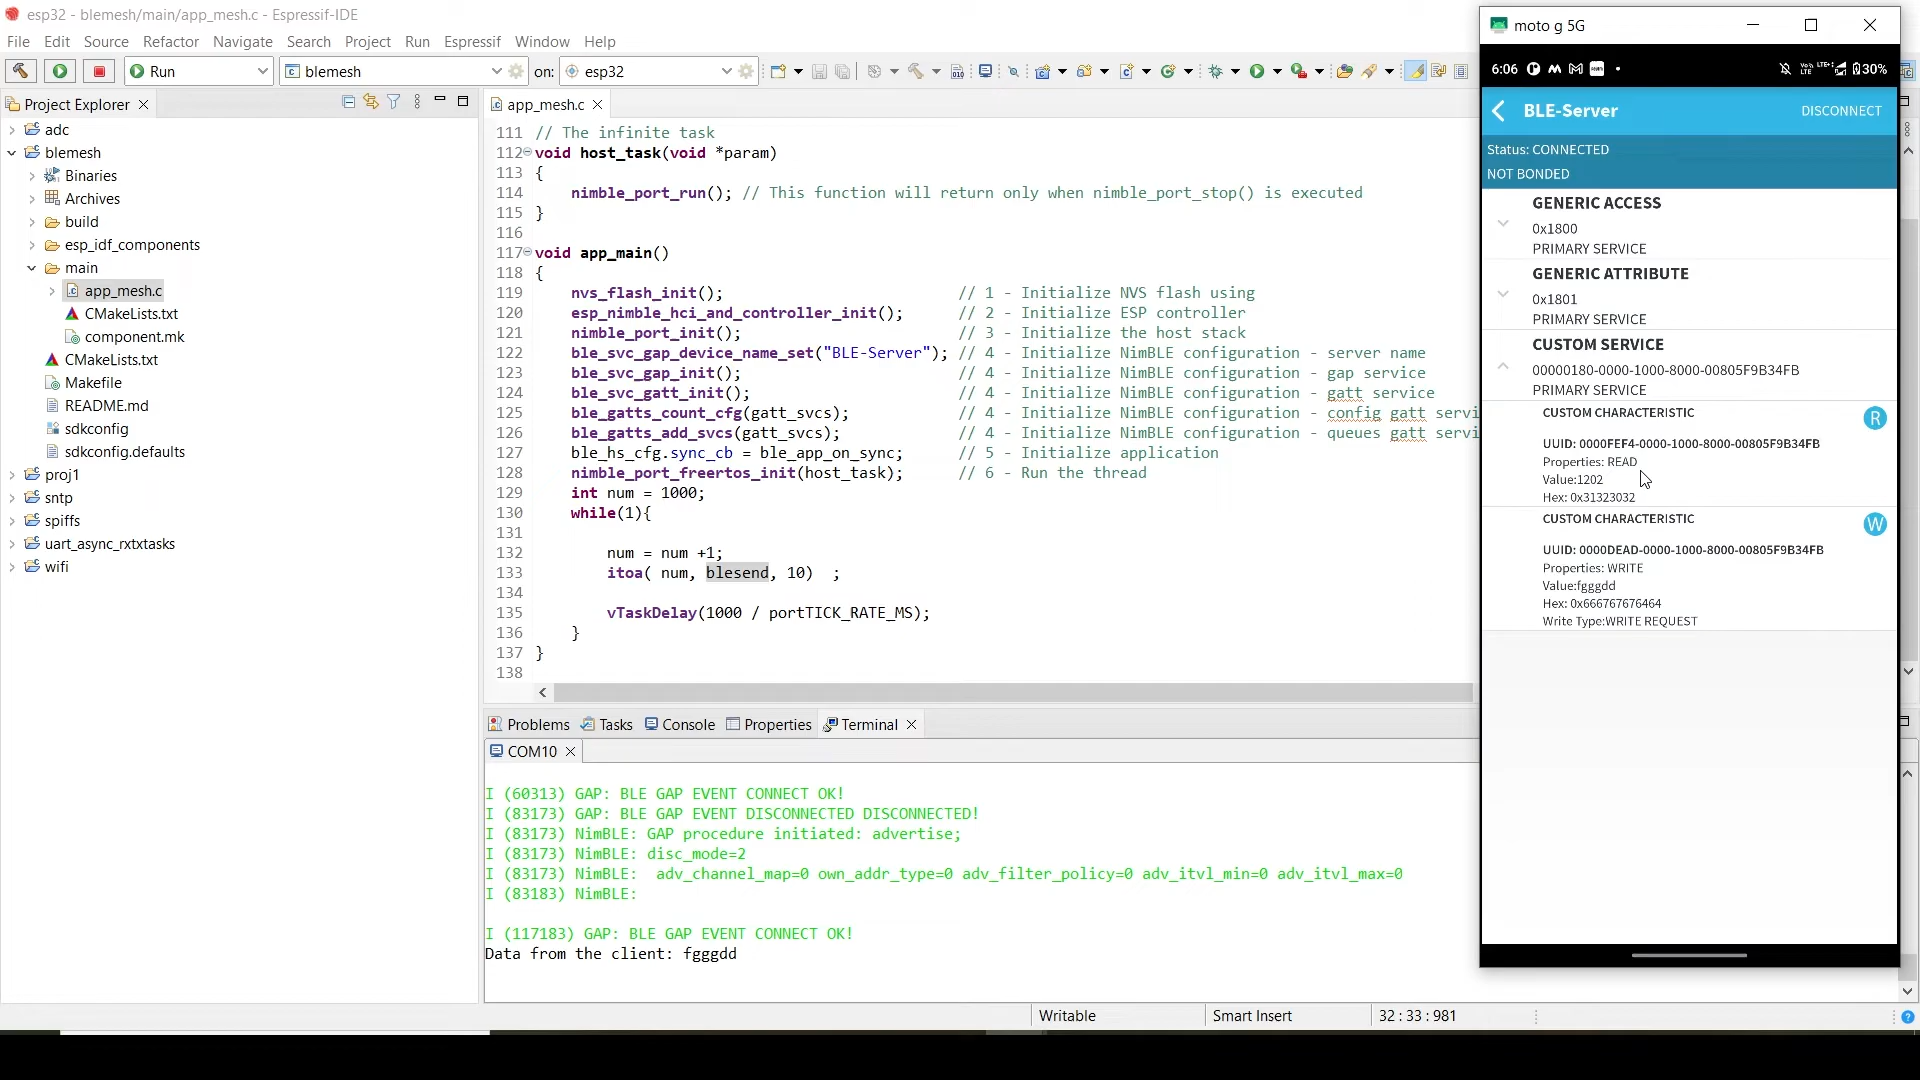 esp32 - blemesh/main/app_mesh.c - Espressif-IDE
File Edit Source Refactor Navigate Search Project Run Espressif Window Help
Run blemesh on: esp32
Project Explorer
adc
blemesh
Binaries
Archives
build
esp_idf_components
main
app_mesh.c
CMakeLists.txt
component.mk
CMakeLists.txt
Makefile
README.md
sdkconfig
sdkconfig.defaults
proj1
sntp
spiffs
uart_async_rxtxtasks
wifi
app_mesh.c
111 // The infinite task
112 void host_task(void *param)
113 {
114 nimble_port_run(); // This function will return only when nimble_port_stop() is executed
115 }
116
117 void app_main()
118 {
119 nvs_flash_init(); // 1 - Initialize NVS flash using
120 esp_nimble_hci_and_controller_init(); // 2 - Initialize ESP controller
121 nimble_port_init(); // 3 - Initialize the host stack
122 ble_svc_gap_device_name_set("BLE-Server"); // 4 - Initialize NimBLE configuration - server name
123 ble_svc_gap_init(); // 4 - Initialize NimBLE configuration - gap service
124 ble_svc_gatt_init(); // 4 - Initialize NimBLE configuration - gatt service
125 ble_gatts_count_cfg(gatt_svcs); // 4 - Initialize NimBLE configuration - config gatt servi
126 ble_gatts_add_svcs(gatt_svcs); // 4 - Initialize NimBLE configuration - queues gatt servi
127 ble_hs_cfg.sync_cb = ble_app_on_sync; // 5 - Initialize application
128 nimble_port_freertos_init(host_task); // 6 - Run the thread
129 int num = 1000;
130 while(1){
131
132 num = num +1;
133 itoa( num, blesend, 10) ;
134
135 vTaskDelay(1000 / portTICK_RATE_MS);
136 }
137 }
138
Problems Tasks Console Properties Terminal
COM10
I (60313) GAP: BLE GAP EVENT CONNECT OK!
I (83173) GAP: BLE GAP EVENT DISCONNECTED DISCONNECTED!
I (83173) NimBLE: GAP procedure initiated: advertise;
I (83173) NimBLE: disc_mode=2
I (83173) NimBLE: adv_channel_map=0 own_addr_type=0 adv_filter_policy=0 adv_itvl_min=0 adv_itvl_max=0
I (83183) NimBLE:
I (117183) GAP: BLE GAP EVENT CONNECT OK!
Data from the client: fgggdd
Writable Smart Insert 32 : 33 : 981
moto g 5G
6:06 30%
BLE-Server DISCONNECT
Status: CONNECTED
NOT BONDED
GENERIC ACCESS
0x1800
PRIMARY SERVICE
GENERIC ATTRIBUTE
0x1801
PRIMARY SERVICE
CUSTOM SERVICE
00000180-0000-1000-8000-00805F9B34FB
PRIMARY SERVICE
CUSTOM CHARACTERISTIC R
UUID: 0000FEF4-0000-1000-8000-00805F9B34FB
Properties: READ
Value:1202
Hex: 0x31323032
CUSTOM CHARACTERISTIC W
UUID: 0000DEAD-0000-1000-8000-00805F9B34FB
Properties: WRITE
Value:fgggdd
Hex: 0x666767676464
Write Type:WRITE REQUEST